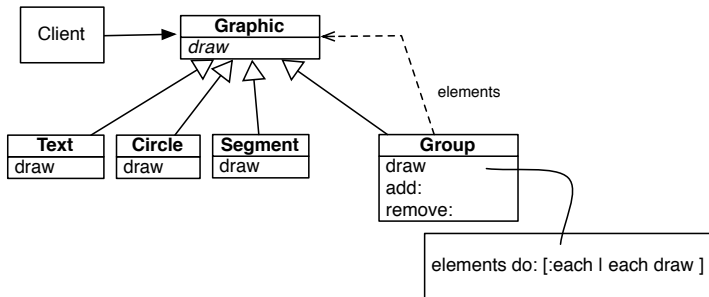 Client
Graphic
draw
elements
Text
draw
Circle
draw
Segment
draw
Group
draw
add:
remove:
elements do: [:each | each draw ]